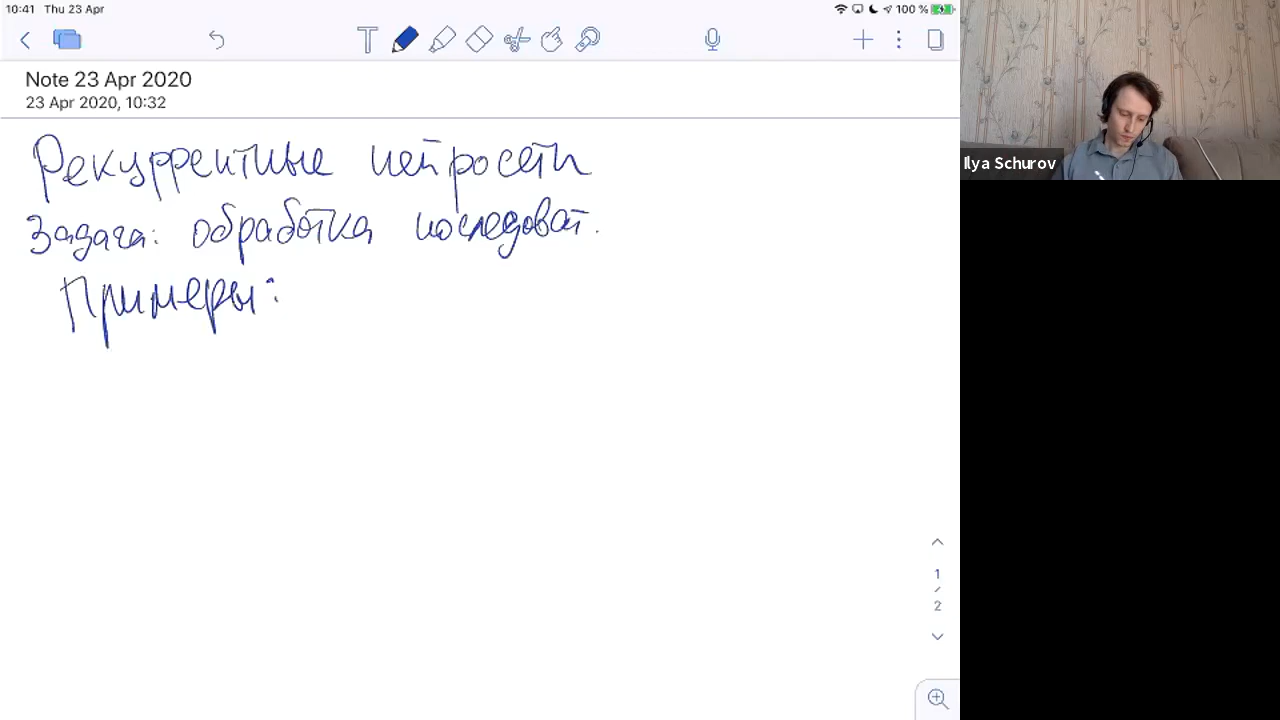 10:41 Thu 23 Apr
100 %
Note 23 Apr 2020
23 Apr 2020, 10:32
Рекуррентные нейросети
Задача: обработка последоват.
Примеры:
1
/
2
Ilya Schurov